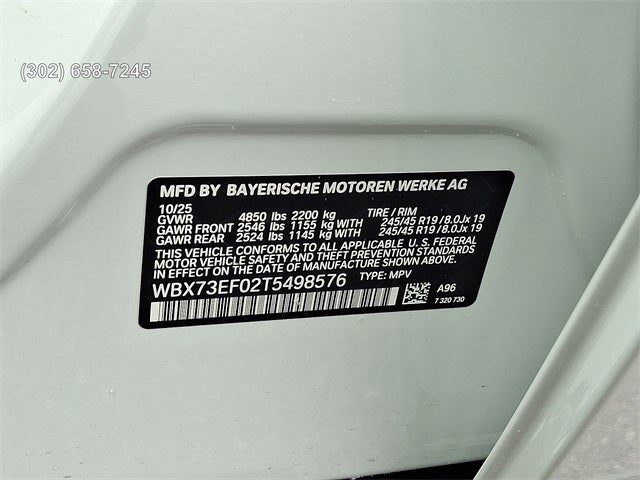 (302) 658-7245
MFD BY BAYERISCHE MOTOREN WERKE AG
10/25
GVWR 4850 lbs 2200 kg TIRE / RIM
GAWR FRONT 2546 lbs 1155 kg WITH 245/45 R19 / 8.0Jx 19
GAWR REAR 2524 lbs 1145 kg WITH 245/45 R19 / 8.0Jx 19
THIS VEHICLE CONFORMS TO ALL APPLICABLE U. S. FEDERAL
MOTOR VEHICLE SAFETY AND THEFT PREVENTION STANDARDS
IN EFFECT ON THE DATE OF MANUFACTURE SHOWN ABOVE.
WBX73EF02T5498576 TYPE: MPV
A96
7 320 730